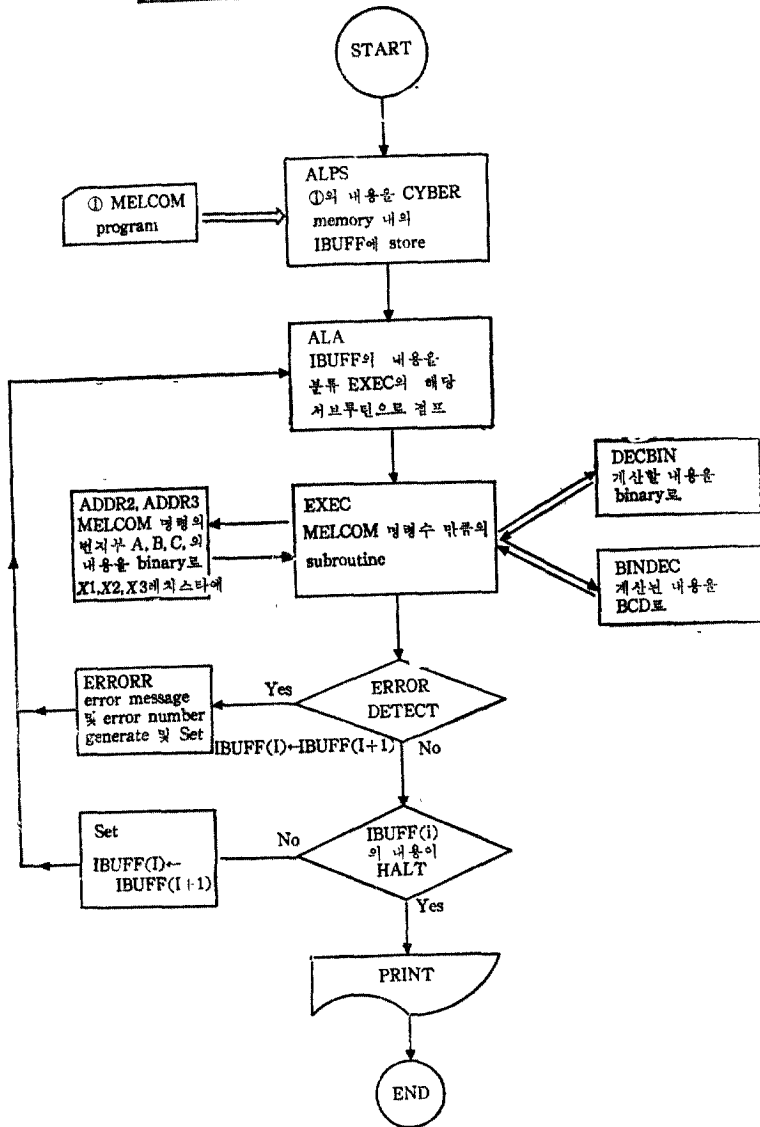 START
① MELCOM
program
ALPS
①의 내용을 CYBER
memory 내의
IBUFF에 store
ALA
IBUFF의 내용을
분류 EXEC의 해당
서브루틴으로 점프
ADDR2, ADDR3
MELCOM 명령의
번지부 A, B, C, 의
내용을 binary로
X1, X2, X3레치스타에
EXEC
MELCOM 명령수 만큼의
subroutine
DECBIN
계산할 내용을
binary로
BINDEC
계산된 내용을
BCD로
ERRORR
error message
및 error number
generate 및 Set
Yes
ERROR
DETECT
IBUFF(I)←IBUFF(I+1)
No
Set
IBUFF(I)←
IBUFF(I+1)
No
IBUFF(i)
의 내용이
HALT
Yes
PRINT
END